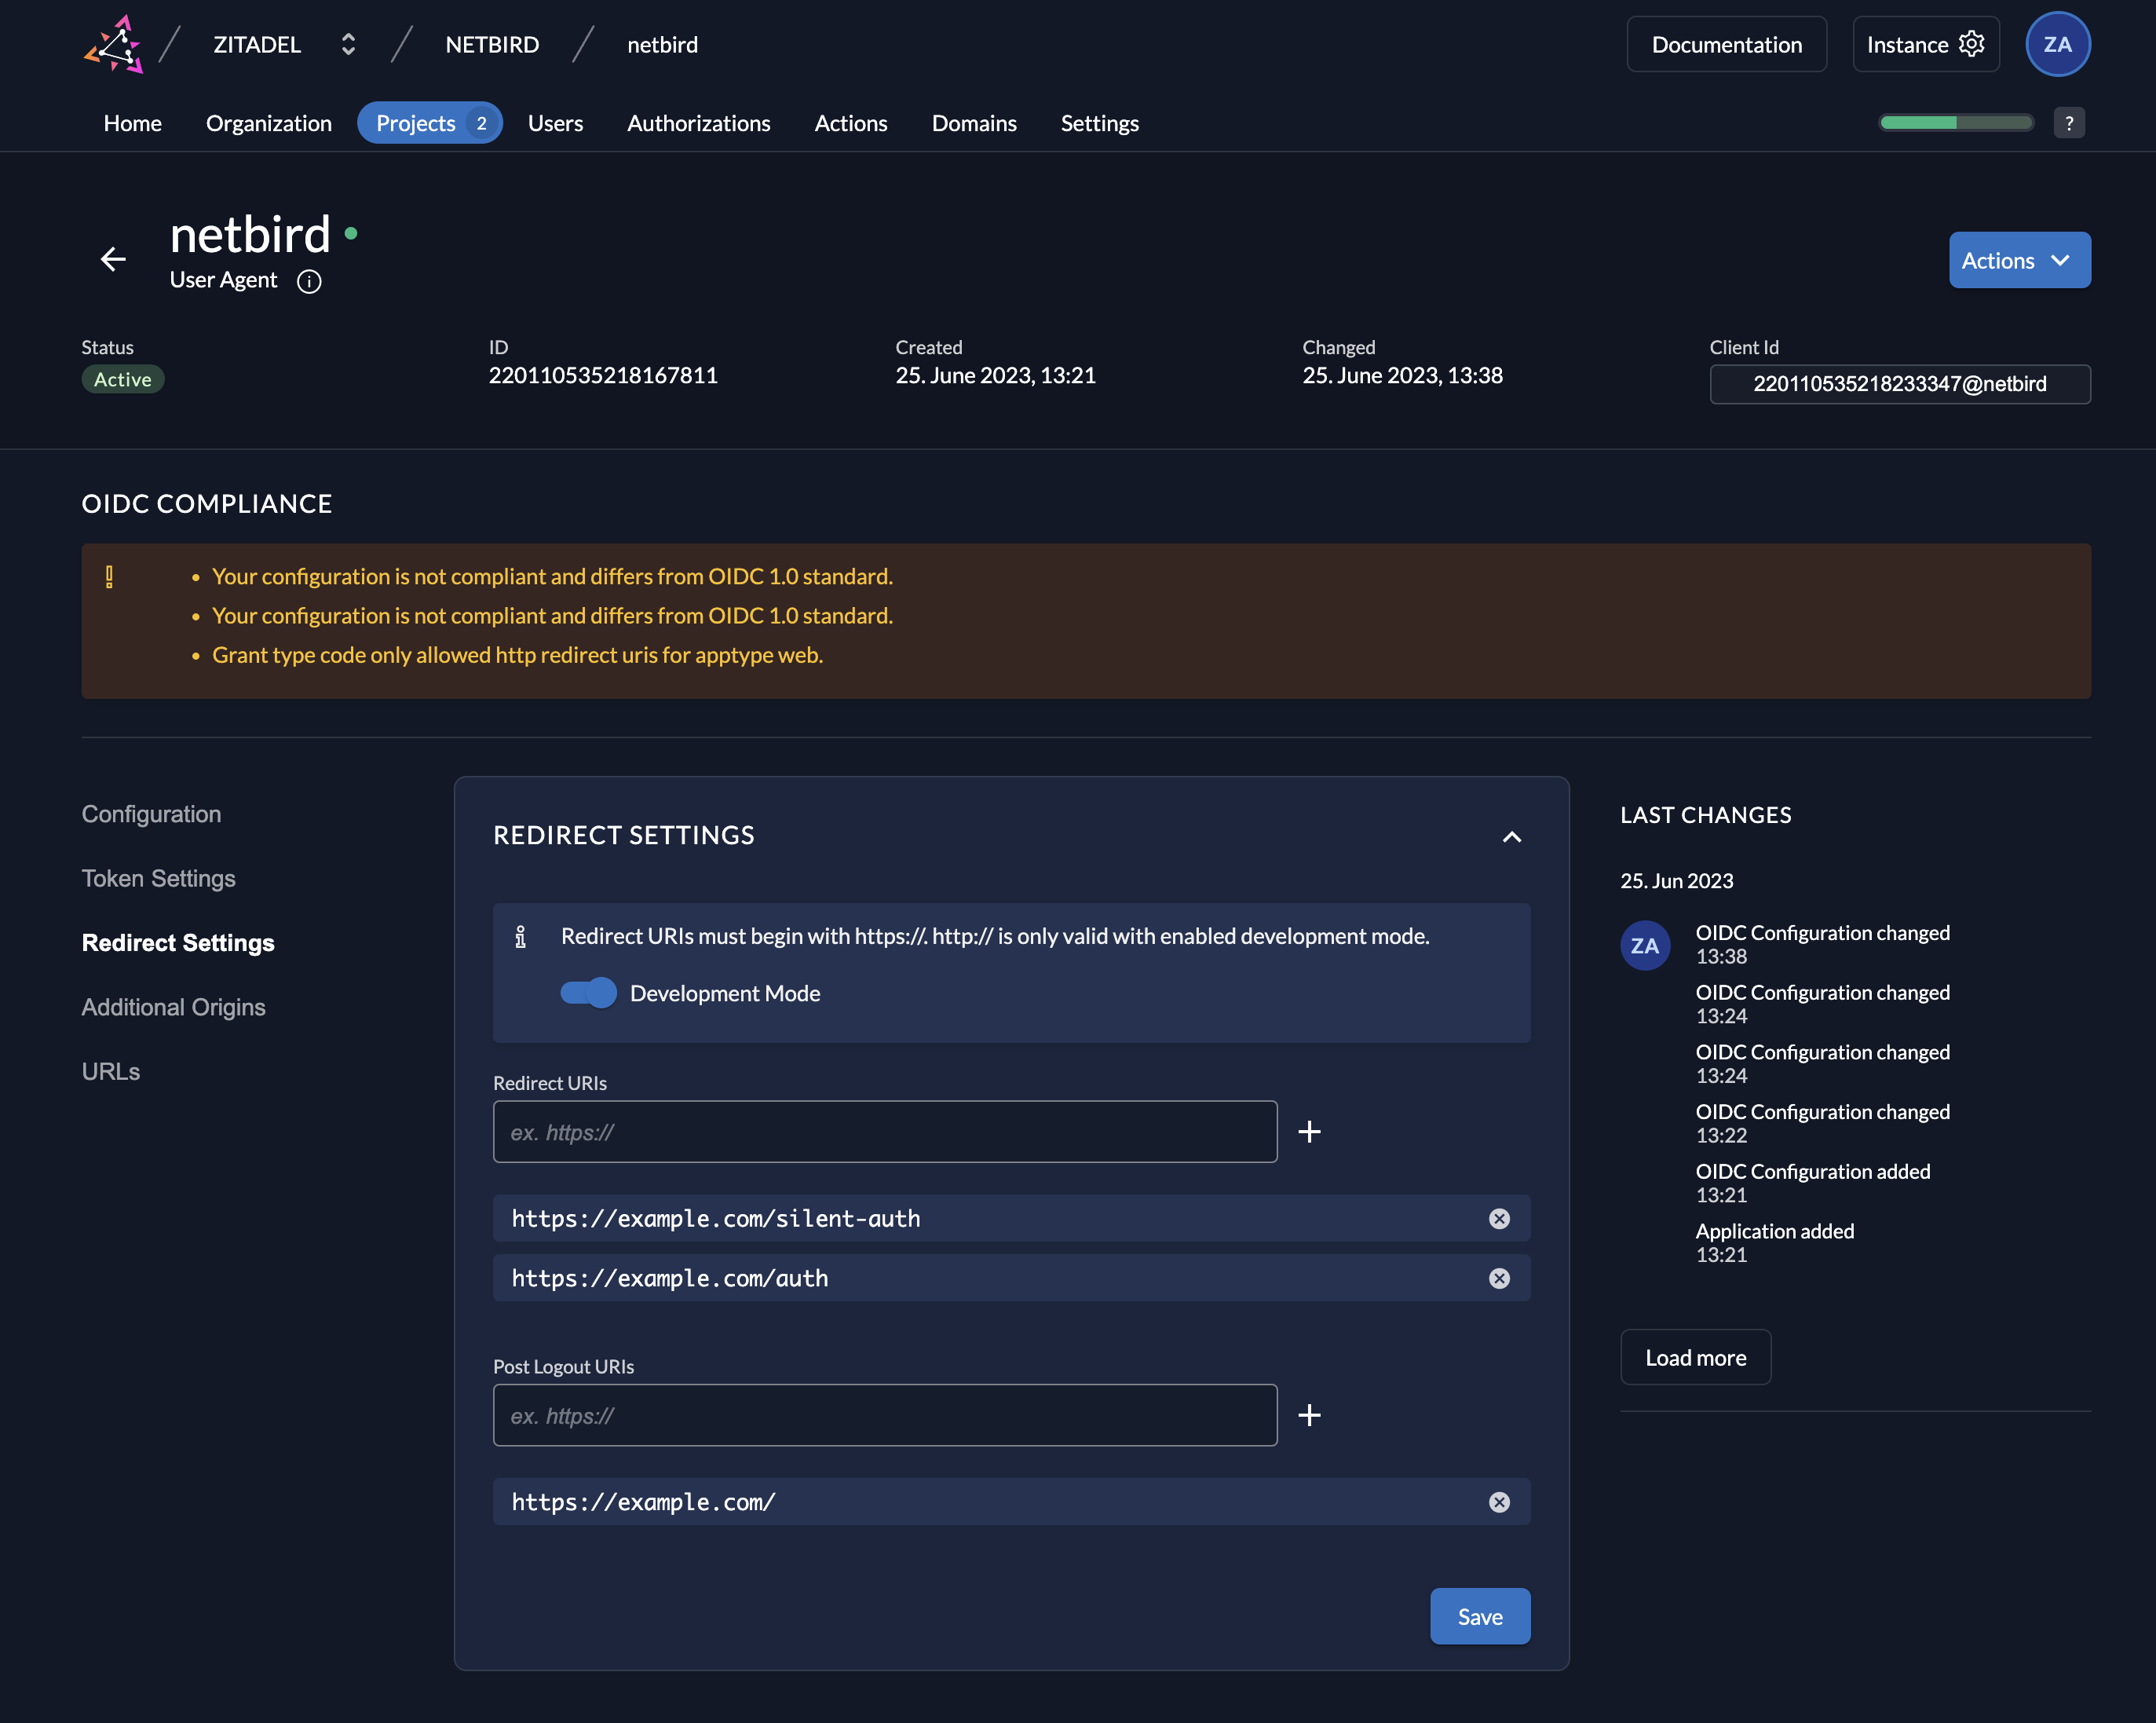 ZITADEL
NETBIRD
netbird
Documentation
Instance
ZA
Home
Organization
Projects 2
Users
Authorizations
Actions
Domains
Settings
?
netbird
User Agent
Actions
Status
Active
ID
220110535218167811
Created
25. June 2023, 13:21
Changed
25. June 2023, 13:38
Client Id
220110535218233347@netbird
OIDC COMPLIANCE
Your configuration is not compliant and differs from OIDC 1.0 standard.
Your configuration is not compliant and differs from OIDC 1.0 standard.
Grant type code only allowed http redirect uris for apptype web.
Configuration
Token Settings
Redirect Settings
Additional Origins
URLs
REDIRECT SETTINGS
Redirect URIs must begin with https://. http:// is only valid with enabled development mode.
Development Mode
Redirect URIs
ex. https://
https://example.com/silent-auth
https://example.com/auth
Post Logout URIs
ex. https://
https://example.com/
Save
LAST CHANGES
25. Jun 2023
ZA
OIDC Configuration changed
13:38
OIDC Configuration changed
13:24
OIDC Configuration changed
13:24
OIDC Configuration changed
13:22
OIDC Configuration added
13:21
Application added
13:21
Load more